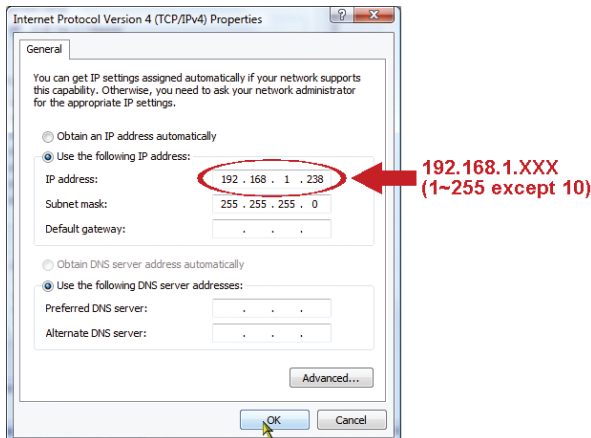 Internet Protocol Version 4 (TCP/IPv4) Properties
General
You can get IP settings assigned automatically if your network supports
this capability. Otherwise, you need to ask your network administrator
for the appropriate IP settings.
Obtain an IP address automatically
Use the following IP address:
IP address: 192 . 168 . 1 . 238
Subnet mask: 255 . 255 . 255 . 0
Default gateway: . . .
192.168.1.XXX
(1~255 except 10)
Obtain DNS server address automatically
Use the following DNS server addresses:
Preferred DNS server: . . .
Alternate DNS server: . . .
Advanced...
OK Cancel